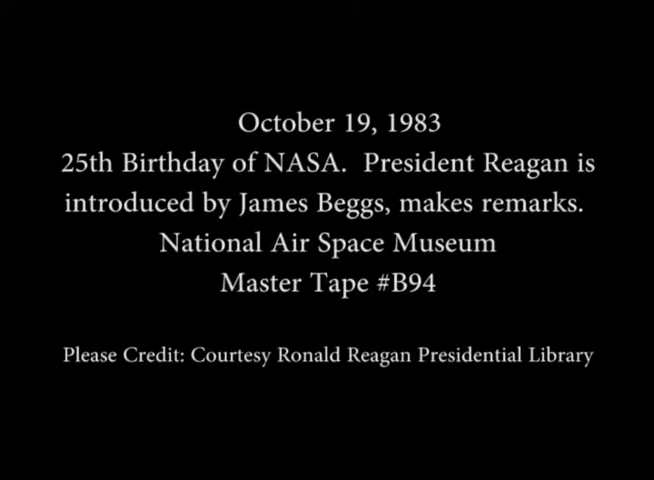 October 19, 1983
25th Birthday of NASA.  President Reagan is
introduced by James Beggs, makes remarks.
National Air Space Museum
Master Tape #B94
Please Credit: Courtesy Ronald Reagan Presidential Library